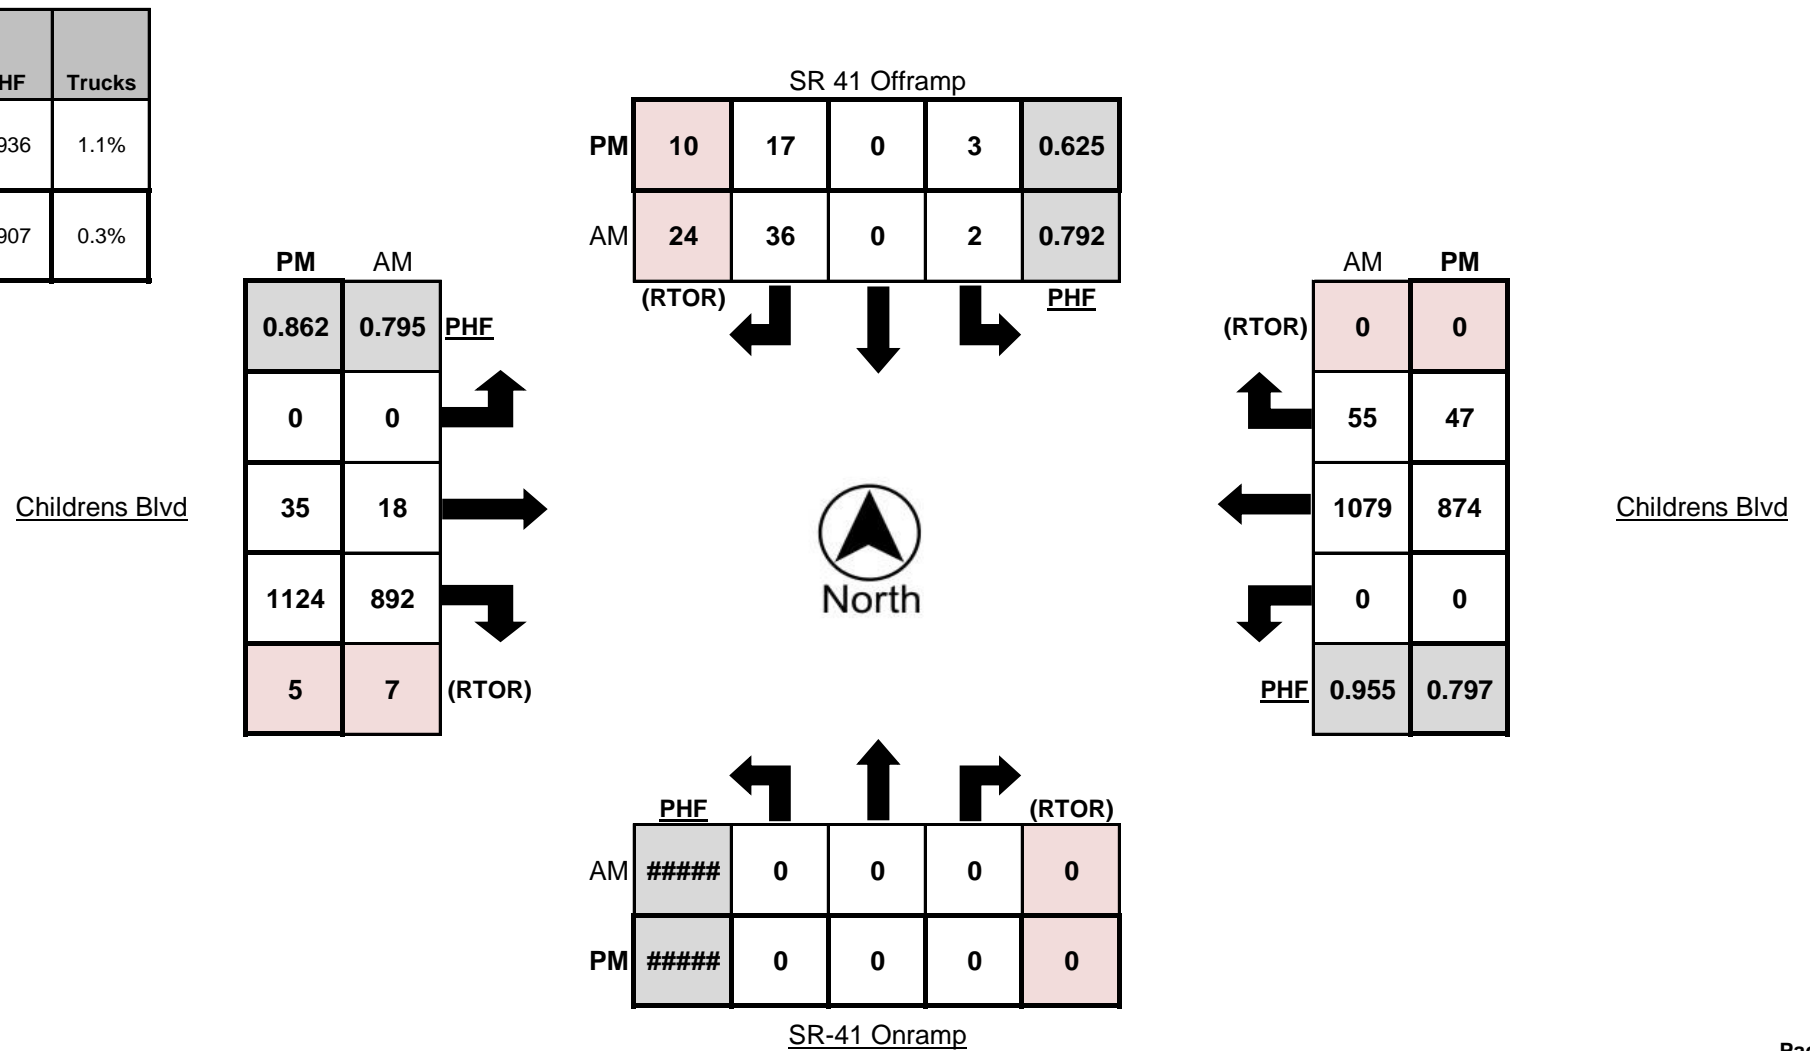 HF Trucks
936 1.1%
907 0.3%
SR 41 Offramp
PM 10 17 0 3 0.625
AM 24 36 0 2 0.792
(RTOR) PHF
PM AM
0.862 0.795 PHF
0 0
35 18
1124 892
5 7 (RTOR)
Childrens Blvd
North
AM PM
(RTOR) 0 0
55 47
1079 874
0 0
PHF 0.955 0.797
Childrens Blvd
PHF (RTOR)
AM ##### 0 0 0 0
PM ##### 0 0 0 0
SR-41 Onramp